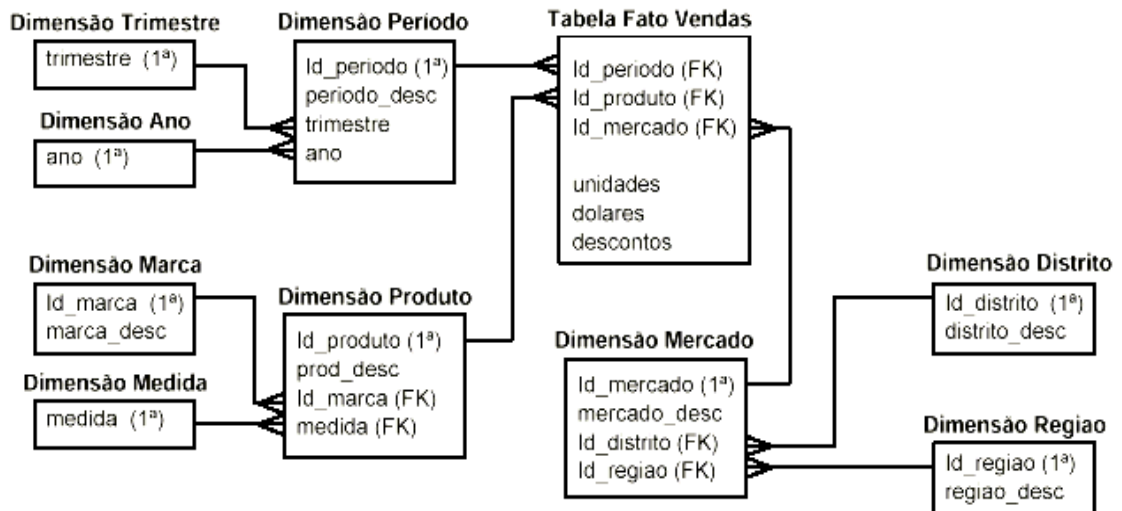 Dimensão Trimestre
trimestre (1ª)
Dimensão Ano
ano (1ª)
Dimensão Período
Id_periodo (1ª)
periodo_desc
trimestre
ano
Tabela Fato Vendas
Id_periodo (FK)
Id_produto (FK)
Id_mercado (FK)
unidades
dolares
descontos
Dimensão Marca
Id_marca (1ª)
marca_desc
Dimensão Medida
medida (1ª)
Dimensão Produto
Id_produto (1ª)
prod_desc
Id_marca (FK)
medida (FK)
Dimensão Mercado
Id_mercado (1ª)
mercado_desc
Id_distrito (FK)
Id_regiao (FK)
Dimensão Distrito
Id_distrito (1ª)
distrito_desc
Dimensão Regiao
Id_regiao (1ª)
regiao_desc